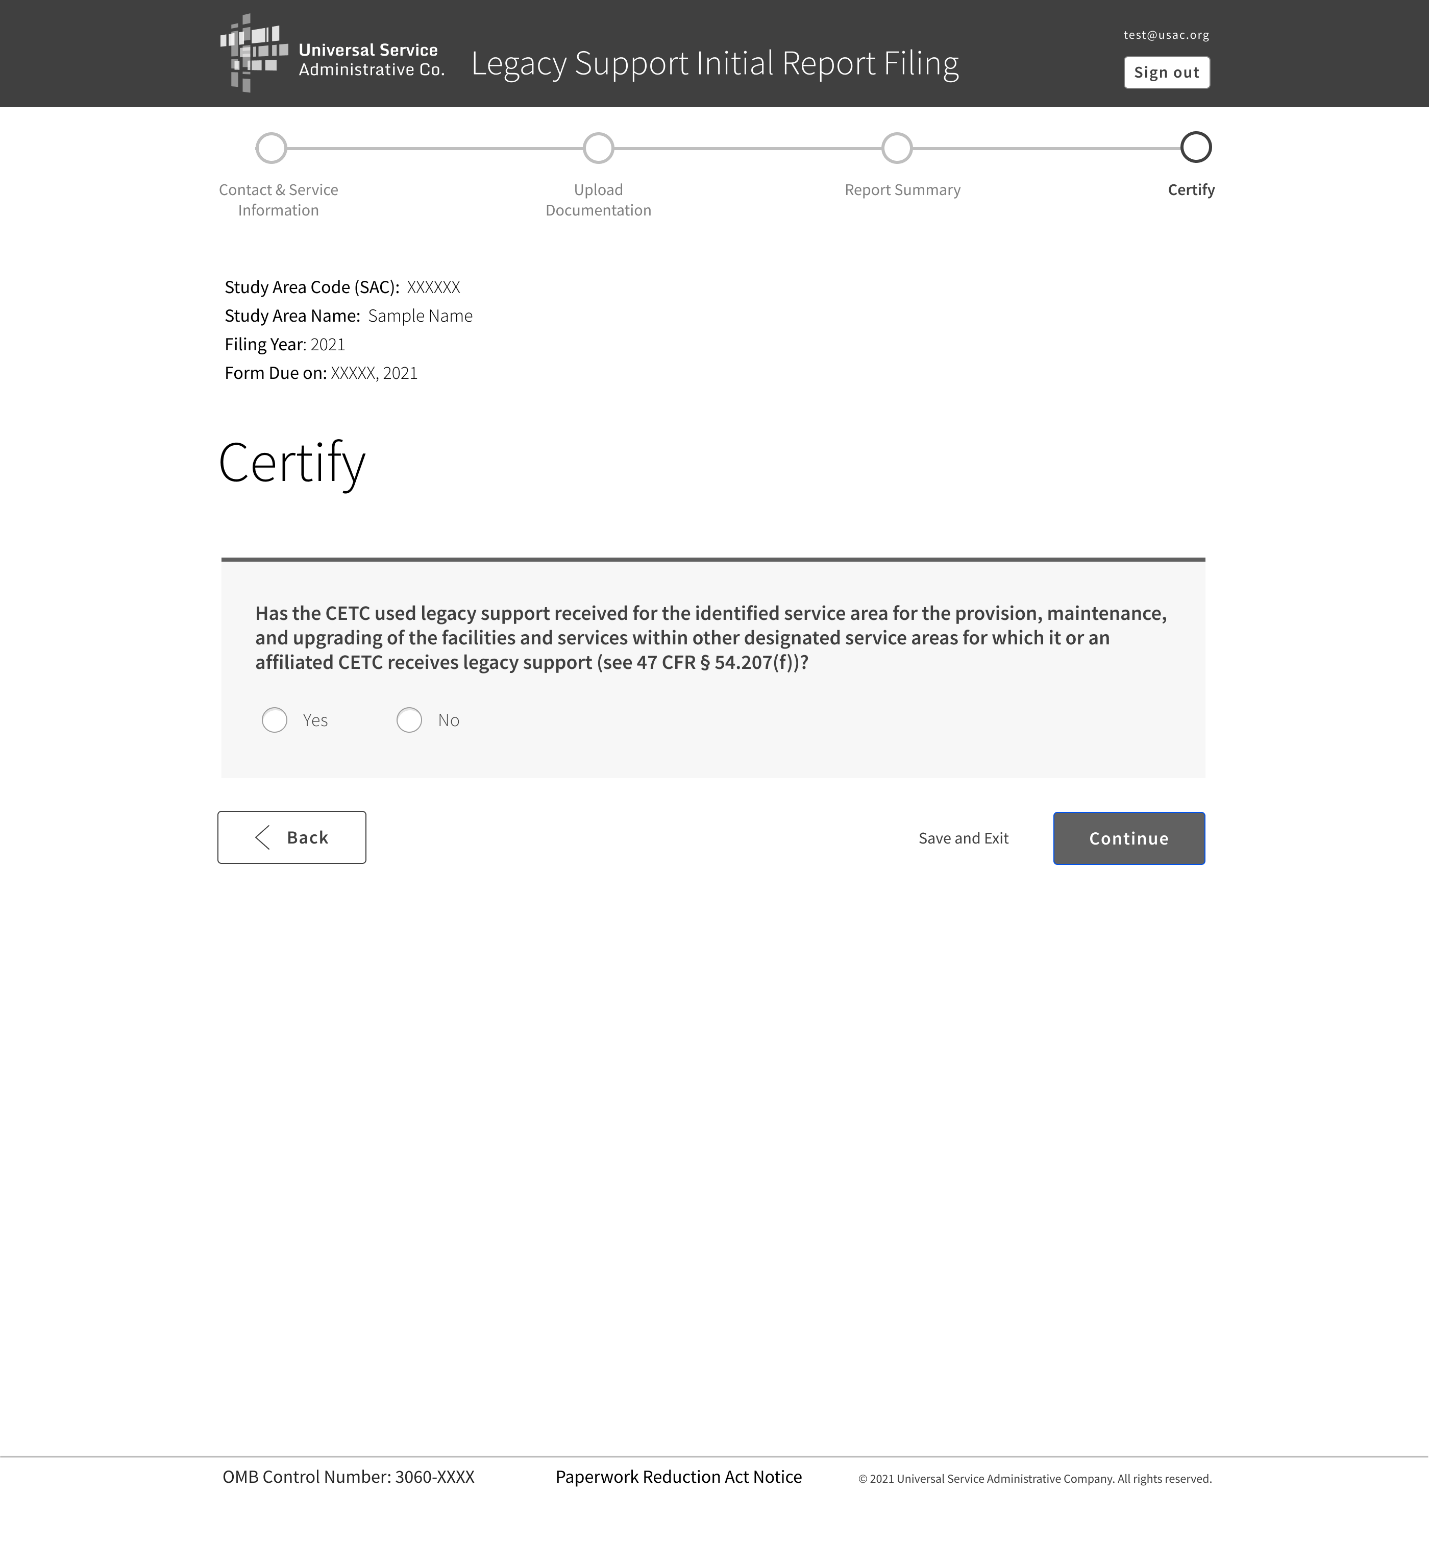 Universal Service
Administrative Co.
Legacy Support Initial Report Filing
test@usac.org
Sign out
Contact & Service
Information
Upload
Documentation
Report Summary
Certify
Study Area Code (SAC): XXXXXX
Study Area Name: Sample Name
Filing Year: 2021
Form Due on: XXXXX, 2021
Certify
Has the CETC used legacy support received for the identified service area for the provision, maintenance,
and upgrading of the facilities and services within other designated service areas for which it or an
affiliated CETC receives legacy support (see 47 CFR § 54.207(f))?
Yes No
Back
Save and Exit
Continue
OMB Control Number: 3060-XXXX
Paperwork Reduction Act Notice
© 2021 Universal Service Administrative Company. All rights reserved.